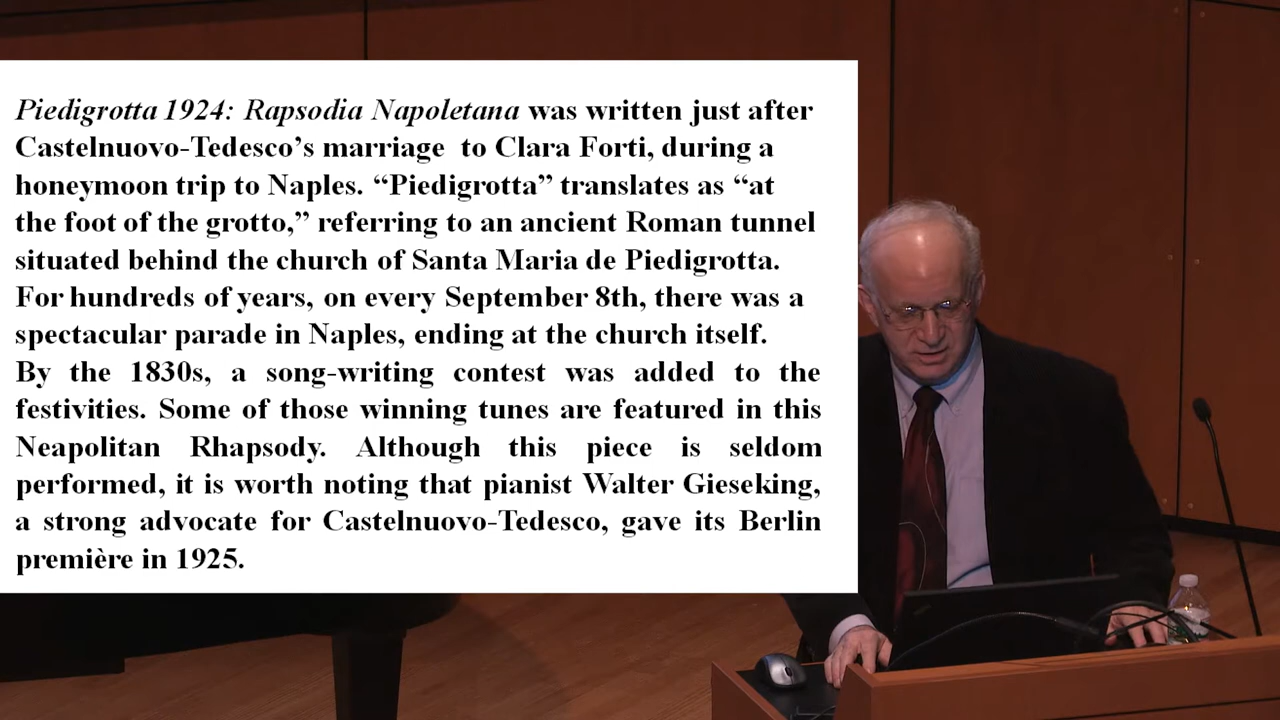 Piedigrotta 1924: Rapsodia Napoletana was written just after
Castelnuovo-Tedesco’s marriage to Clara Forti, during a
honeymoon trip to Naples. “Piedigrotta” translates as “at
the foot of the grotto,” referring to an ancient Roman tunnel
situated behind the church of Santa Maria de Piedigrotta.
For hundreds of years, on every September 8th, there was a
spectacular parade in Naples, ending at the church itself.
By the 1830s, a song-writing contest was added to the
festivities. Some of those winning tunes are featured in this
Neapolitan Rhapsody. Although this piece is seldom
performed, it is worth noting that pianist Walter Gieseking,
a strong advocate for Castelnuovo-Tedesco, gave its Berlin
première in 1925.